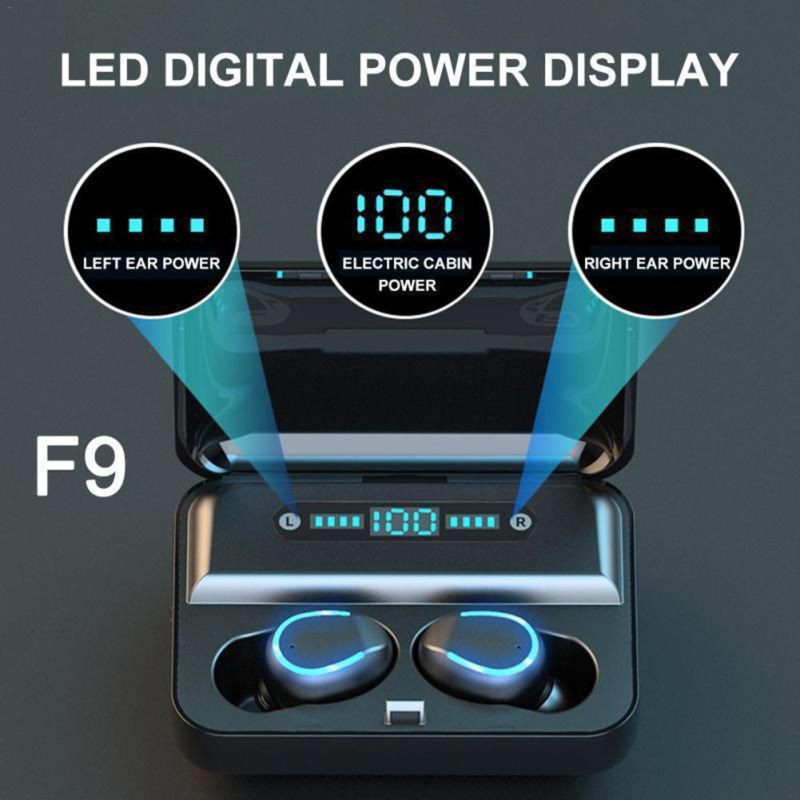 LED DIGITAL POWER DISPLAY
100
LEFT EAR POWER
ELECTRIC CABIN
POWER
RIGHT EAR POWER
F9
L 100 R